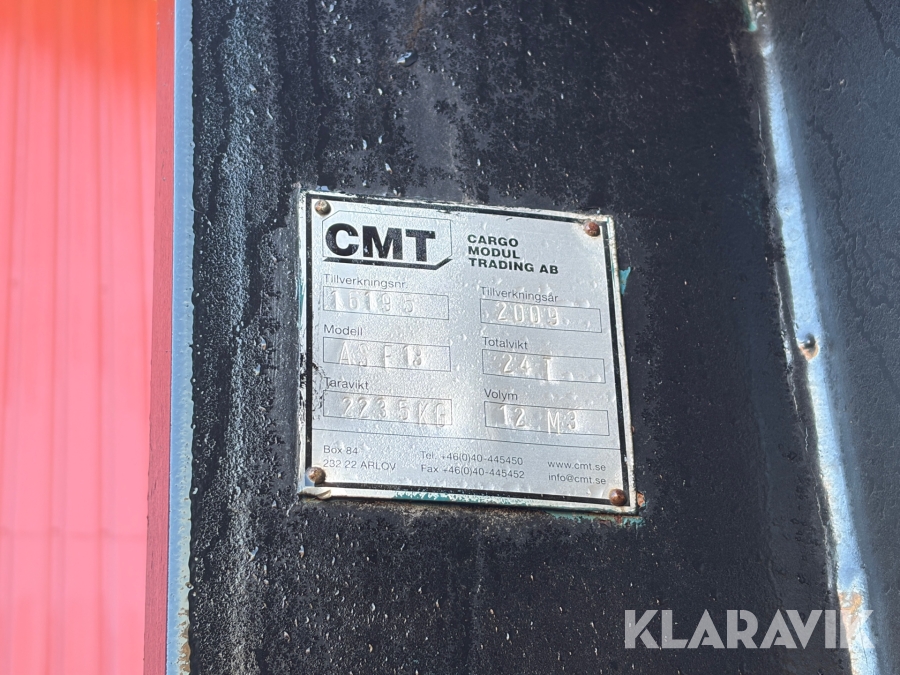 KLARAVIK
CMT
CARGO
MODUL
TRADING AB
Tillverkningsnr.
16195
Tillverkningsår
2009
Modell
Totalvikt
24 T
Taravikt
2235KG
Volym
12 M3
Box 84
232 22 ARLÖV
Tel. +46(0)40-445450
Fax +46(0)40-445452
www.cmt.se
info@cmt.se
KLARAVIK